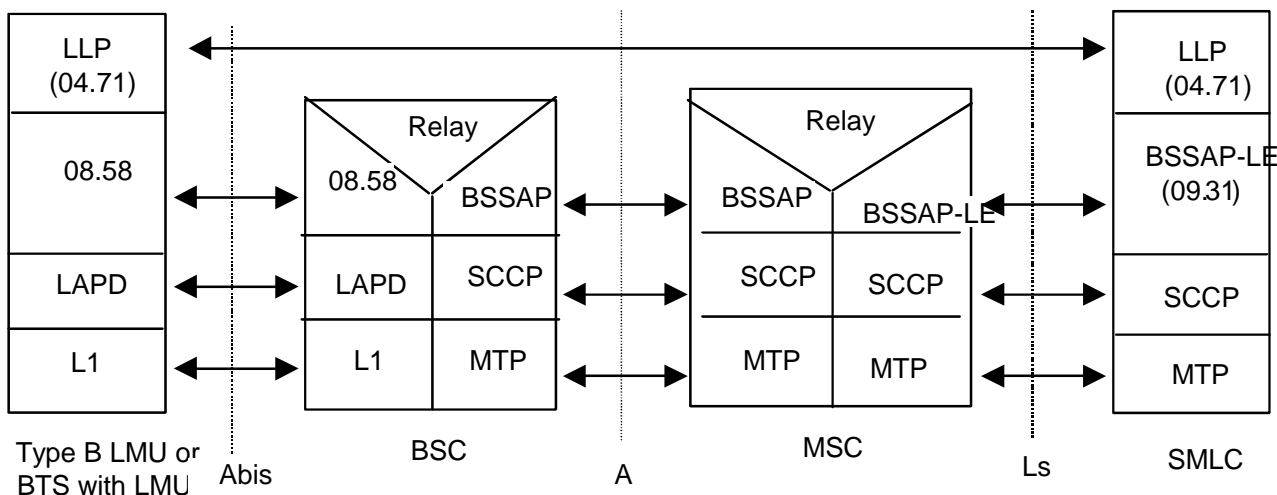 LLP
(04.71)
08.58
LAPD
L1
Type B LMU or
BTS with LMU
Abis
Relay
08.58
BSSAP
LAPD
SCCP
L1
MTP
BSC
A
Relay
BSSAP
BSSAP-LE
SCCP
SCCP
MTP
MTP
MSC
Ls
LLP
(04.71)
BSSAP-LE
(09.31)
SCCP
MTP
SMLC